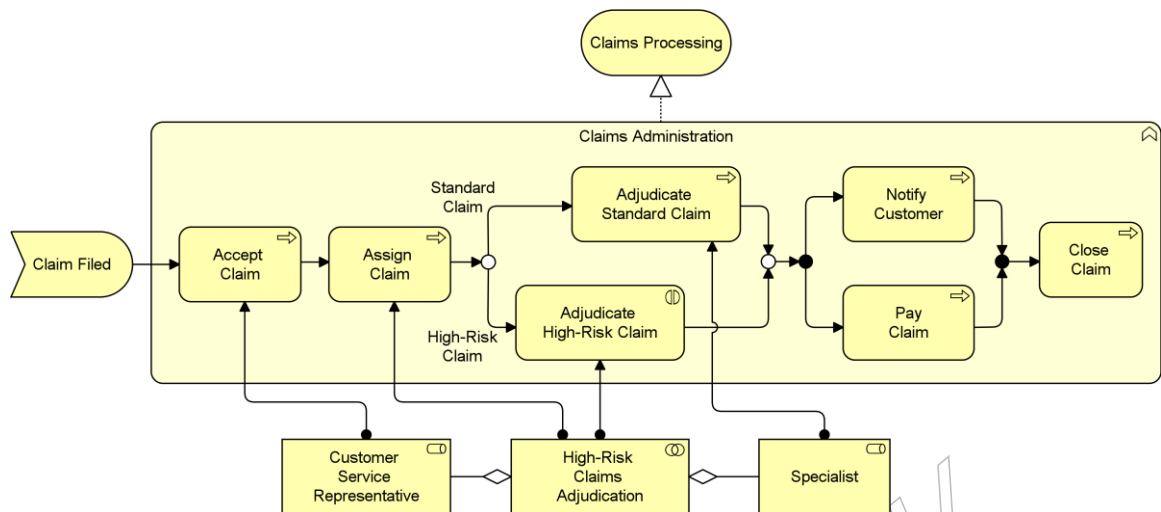 Claims Processing
Claims Administration
Claim Filed
Accept
Claim
Assign
Claim
Standard
Claim
High-Risk
Claim
Adjudicate
Standard Claim
Adjudicate
High-Risk Claim
Notify
Customer
Pay
Claim
Close
Claim
Customer
Service
Representative
High-Risk
Claims
Adjudication
Specialist